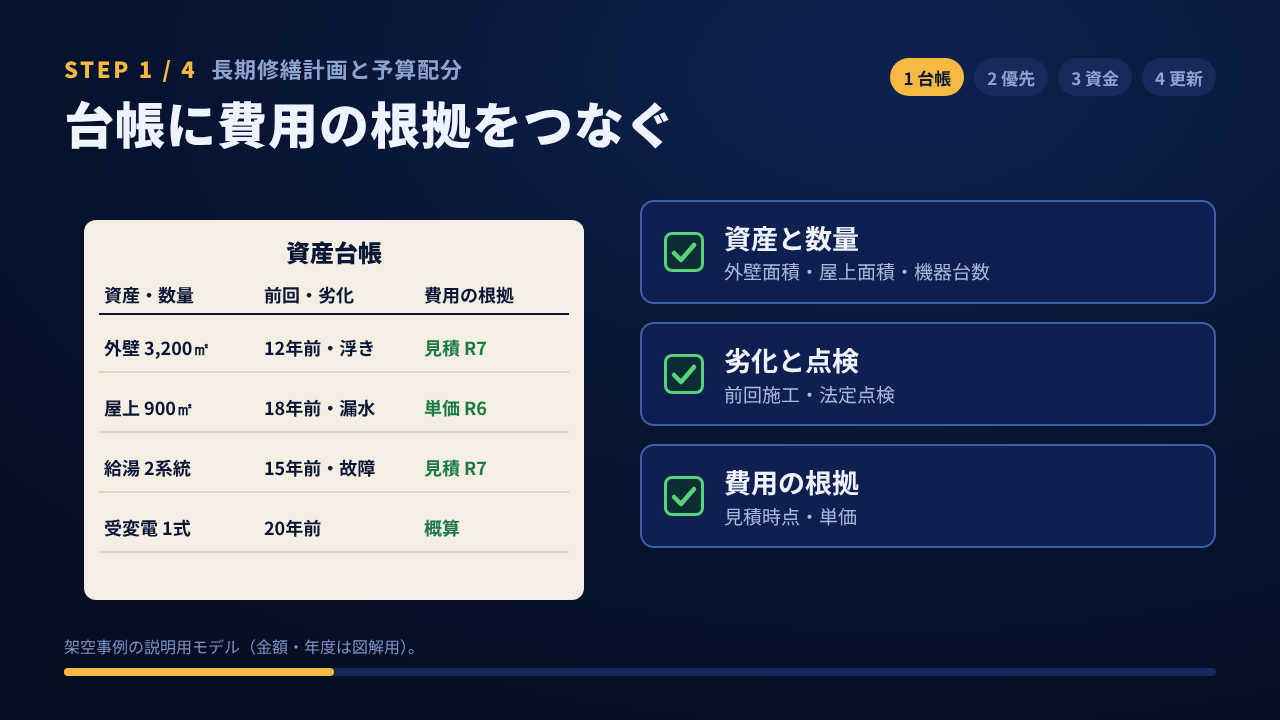 STEP 1 / 4 長期修繕計画と予算配分
1 台帳 2 優先 3 資金 4 更新
台帳に費用の根拠をつなぐ
資産台帳
資産・数量 前回・劣化 費用の根拠
外壁 3,200㎡ 12年前・浮き 見積 R7
屋上 900㎡ 18年前・漏水 単価 R6
給湯 2系統 15年前・故障 見積 R7
受変電 1式 20年前 概算
資産と数量
外壁面積・屋上面積・機器台数
劣化と点検
前回施工・法定点検
費用の根拠
見積時点・単価
架空事例の説明用モデル（金額・年度は図解用）。